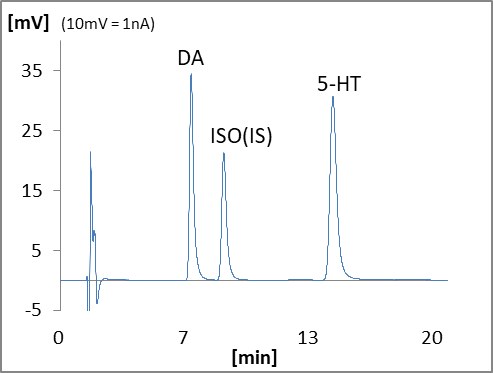 [mV] (10mV = 1nA)
DA
ISO(IS)
5-HT
35
25
15
5
-5
0 7 13 20
[min]